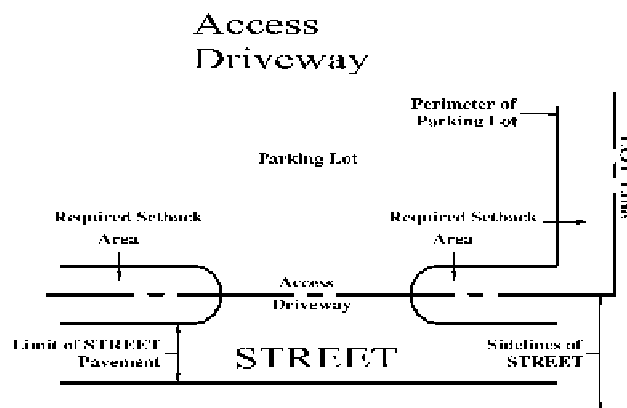 Access
Driveway
Perimeter of
Parking Lot
Parking Lot
Required Setback
Area
Required Setback
Area
Access
Driveway
Limit of STREET
Pavement
STREET
Sidelines of
STREET